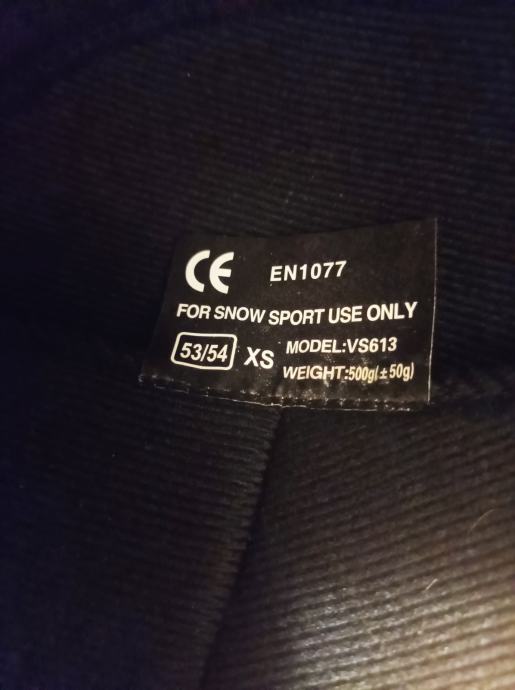 CE EN1077
FOR SNOW SPORT USE ONLY
53/54 XS MODEL:VS613
WEIGHT:500g(±50g)